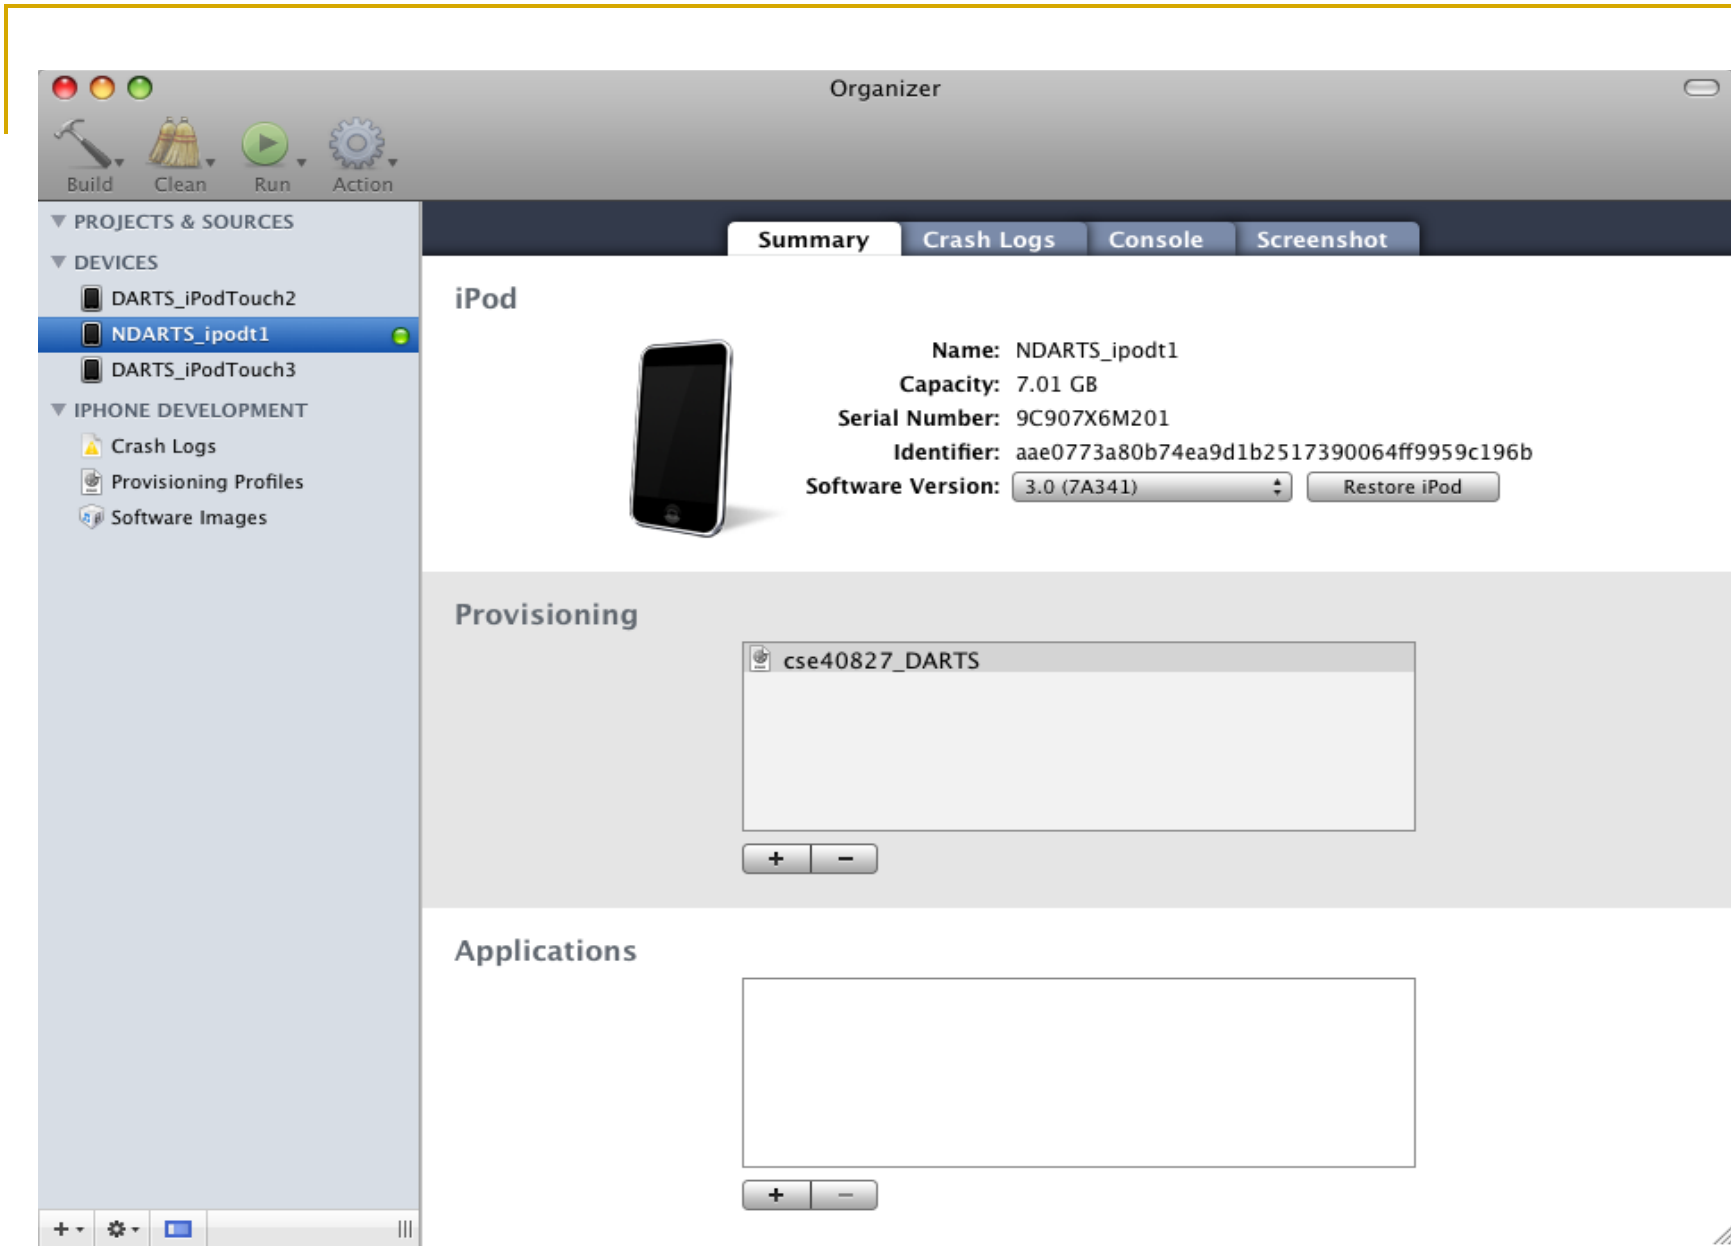 Organizer
Build Clean Run Action
PROJECTS & SOURCES
DEVICES
DARTS_iPodTouch2
NDARTS_ipodt1
DARTS_iPodTouch3
IPHONE DEVELOPMENT
Crash Logs
Provisioning Profiles
Software Images
Summary Crash Logs Console Screenshot
iPod
Name: NDARTS_ipodt1
Capacity: 7.01 GB
Serial Number: 9C907X6M201
Identifier: aae0773a80b74ea9d1b2517390064ff9959c196b
Software Version: 3.0 (7A341) Restore iPod
Provisioning
cse40827_DARTS
Applications